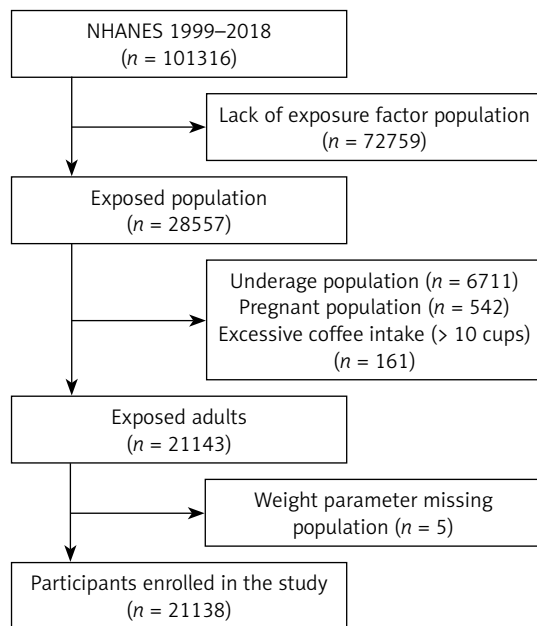 NHANES 1999–2018
(n = 101316)
Lack of exposure factor population
(n = 72759)
Exposed population
(n = 28557)
Underage population (n = 6711)
Pregnant population (n = 542)
Excessive coffee intake (> 10 cups)
(n = 161)
Exposed adults
(n = 21143)
Weight parameter missing
population (n = 5)
Participants enrolled in the study
(n = 21138)